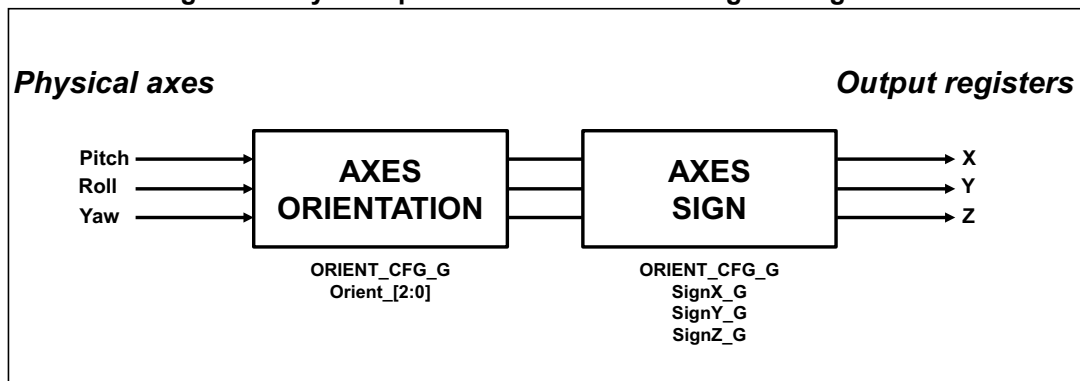 Physical axes
Output registers
Pitch
Roll
Yaw
AXES
ORIENTATION
AXES
SIGN
X
Y
Z
ORIENT_CFG_G
Orient_[2:0]
ORIENT_CFG_G
SignX_G
SignY_G
SignZ_G